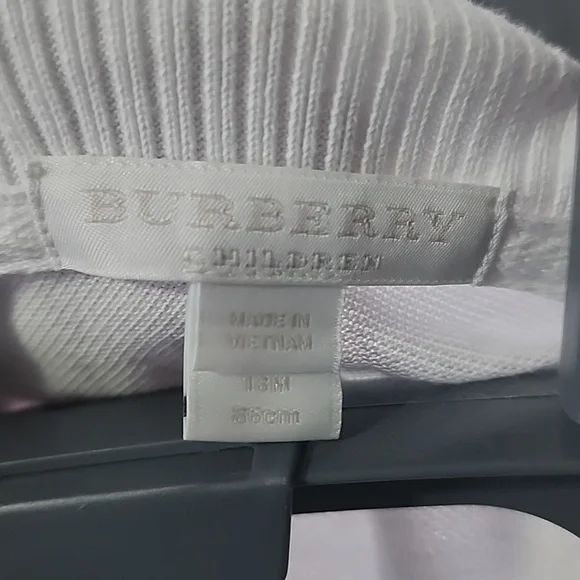 BURBERRY
CHILDREN
MADE IN
VIETNAM
18M
86cm